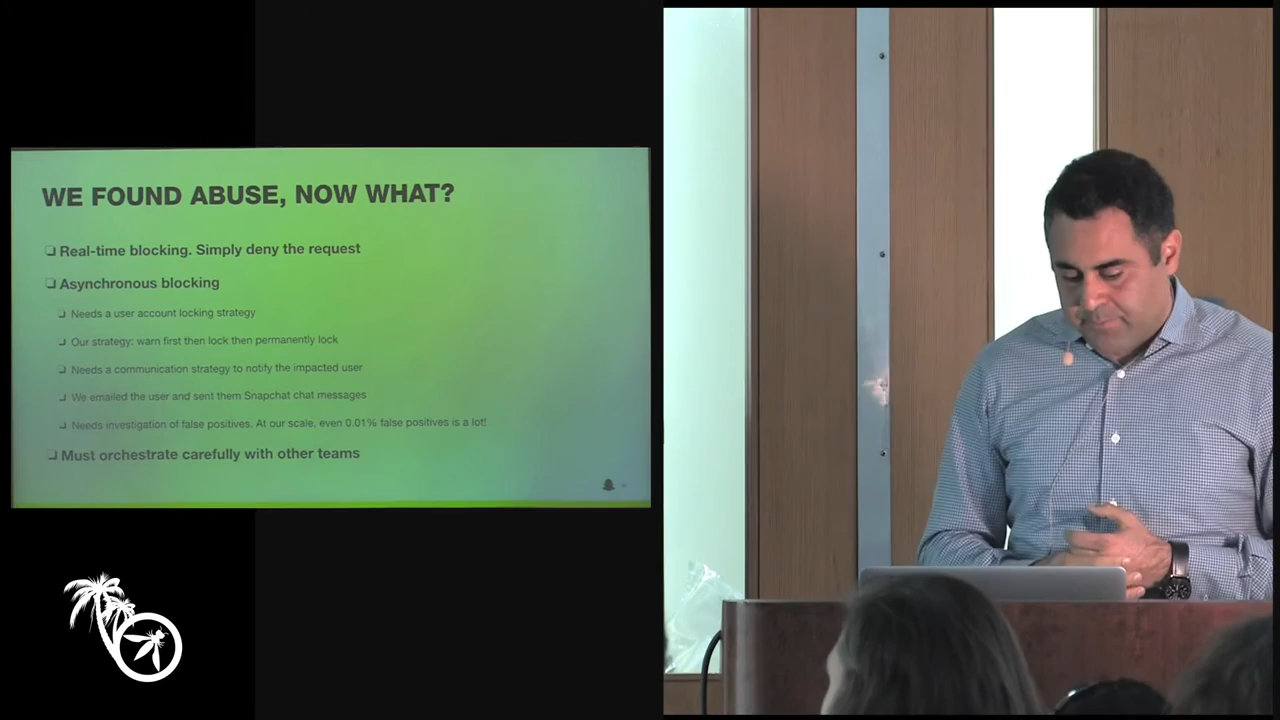 WE FOUND ABUSE, NOW WHAT?
Real-time blocking. Simply deny the request
Asynchronous blocking
Needs a user account locking strategy
Our strategy: warn first then lock then permanently lock
Needs a communication strategy to notify the impacted user
We emailed the user and sent them Snapchat chat messages
Needs investigation of false positives. At our scale, even 0.01% false positives is a lot!
Must orchestrate carefully with other teams